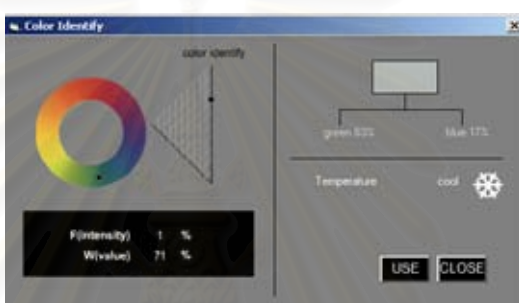 Color Identify
color identify
green 83%
blue 17%
Temperature cool
F(intensity) 1 %
W(value) 71 %
USE CLOSE